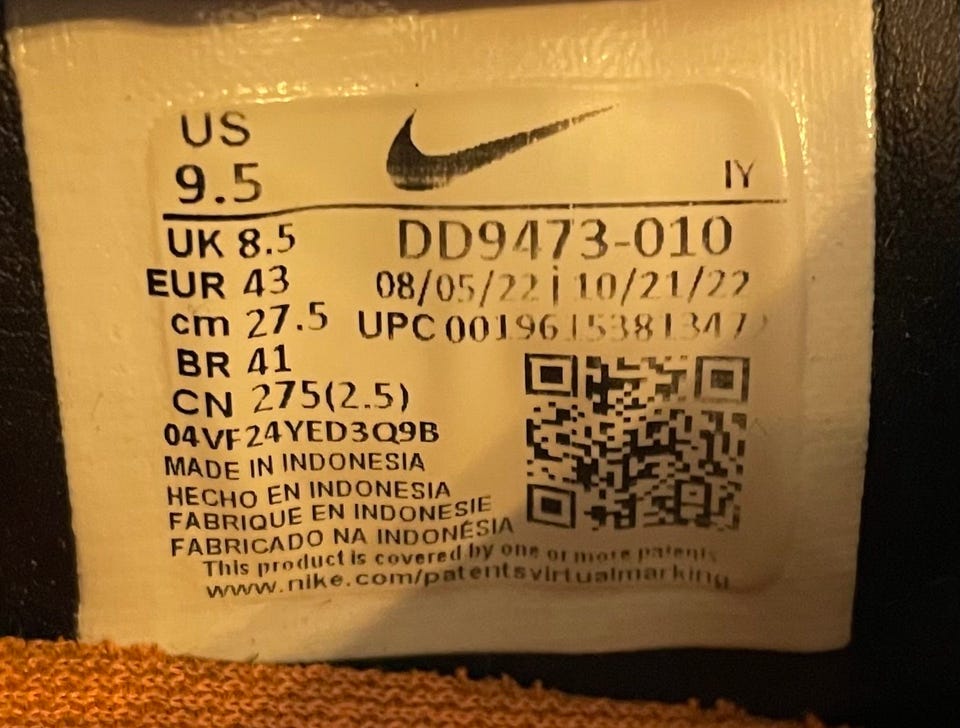 US
9.5
IY
UK 8.5
DD9473-010
EUR 43
08/05/22 | 10/21/22
cm 27.5
UPC
BR 41
CN 275(2.5)
04VF24YED3Q9B
MADE IN INDONESIA
HECHO EN INDONESIA
FABRIQUE EN INDONESIE
FABRICADO NA INDONÉSIA
This product is covered by one or more patents
www.nike.com/patentsvirtualmarking